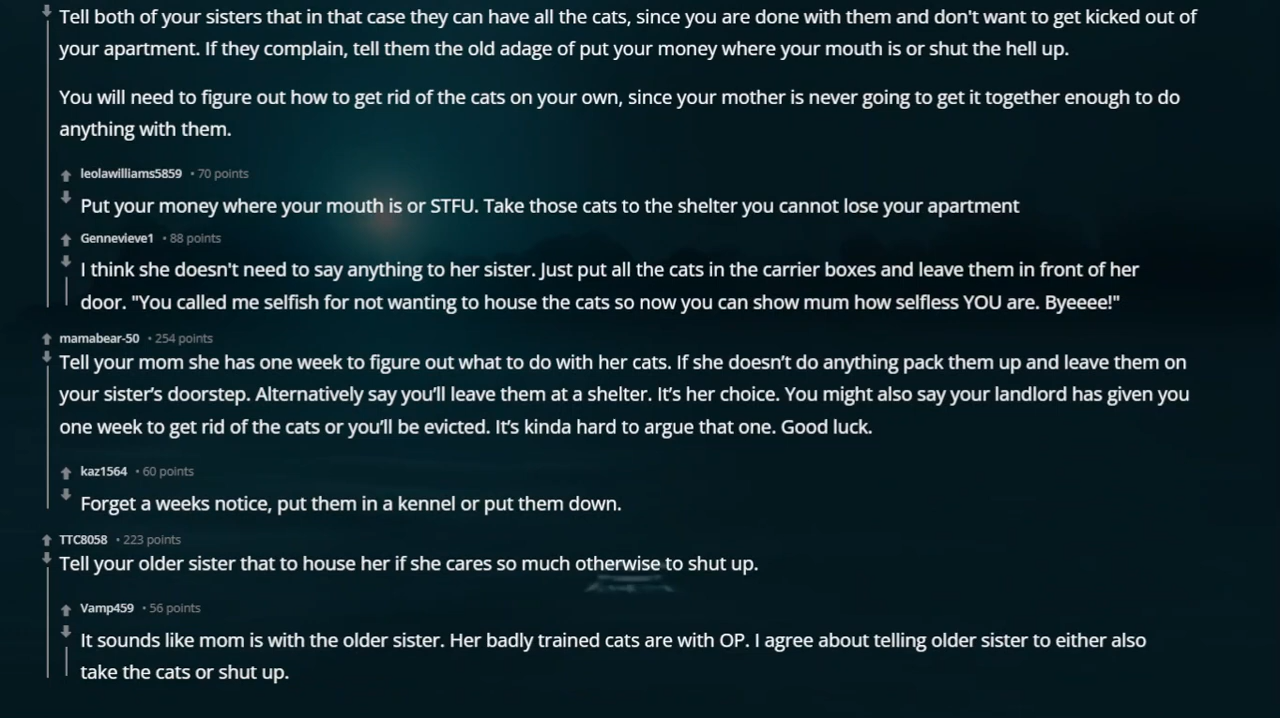 Tell both of your sisters that in that case they can have all the cats, since you are done with them and don't want to get kicked out of
your apartment. If they complain, tell them the old adage of put your money where your mouth is or shut the hell up.
You will need to figure out how to get rid of the cats on your own, since your mother is never going to get it together enough to do
anything with them.
leolawilliams5859 • 70 points
Put your money where your mouth is or STFU. Take those cats to the shelter you cannot lose your apartment
Gennevieve1 • 88 points
I think she doesn't need to say anything to her sister. Just put all the cats in the carrier boxes and leave them in front of her
door. "You called me selfish for not wanting to house the cats so now you can show mum how selfless YOU are. Byeeee!"
mamabear-50 • 254 points
Tell your mom she has one week to figure out what to do with her cats. If she doesn’t do anything pack them up and leave them on
your sister’s doorstep. Alternatively say you’ll leave them at a shelter. It’s her choice. You might also say your landlord has given you
one week to get rid of the cats or you’ll be evicted. It’s kinda hard to argue that one. Good luck.
kaz1564 • 60 points
Forget a weeks notice, put them in a kennel or put them down.
TTC8058 • 223 points
Tell your older sister that to house her if she cares so much otherwise to shut up.
Vamp459 • 56 points
It sounds like mom is with the older sister. Her badly trained cats are with OP. I agree about telling older sister to either also
take the cats or shut up.